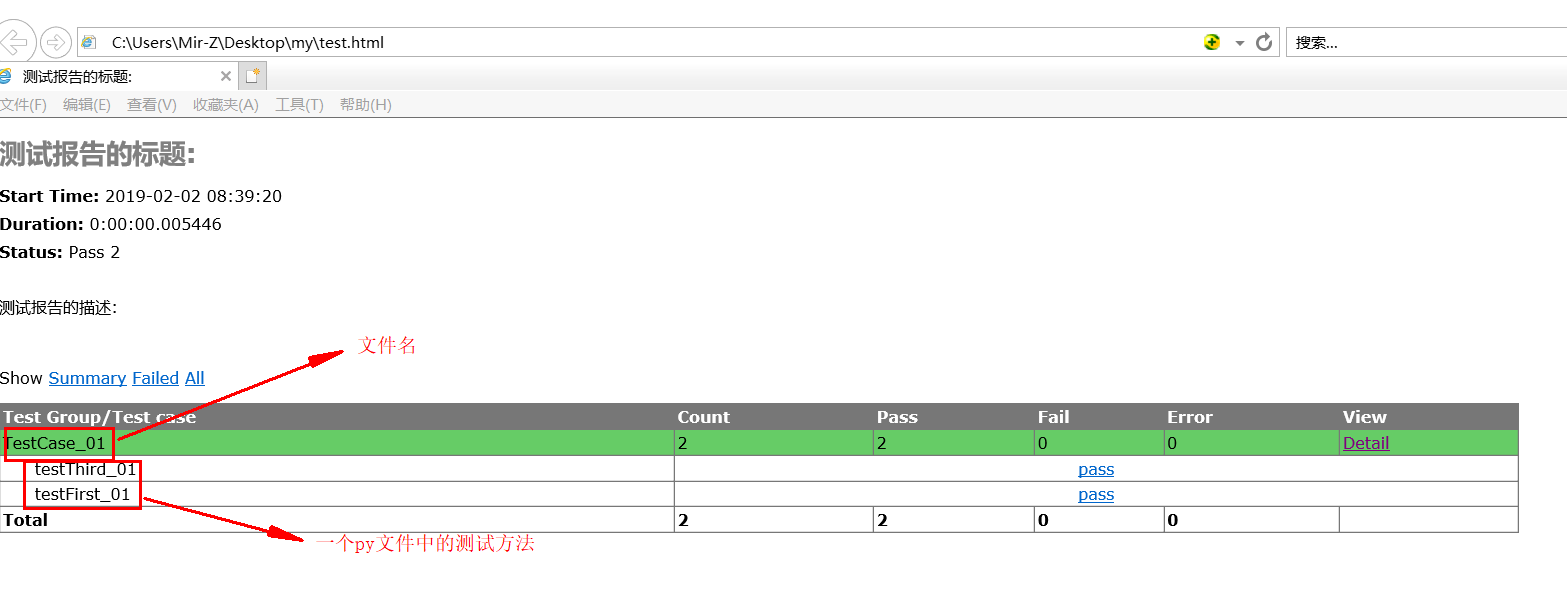 C:\Users\Mir-Z\Desktop\my\test.html
搜索...
测试报告的标题:
文件(F) 编辑(E) 查看(V) 收藏夹(A) 工具(T) 帮助(H)
测试报告的标题:
Start Time: 2019-02-02 08:39:20
Duration: 0:00:00.005446
Status: Pass 2
测试报告的描述:
文件名
Show Summary Failed All
Test Group/Test case Count Pass Fail Error View
TestCase_01 2 2 0 0 Detail
testThird_01 pass
testFirst_01 pass
Total 2 2 0 0
一个py文件中的测试方法